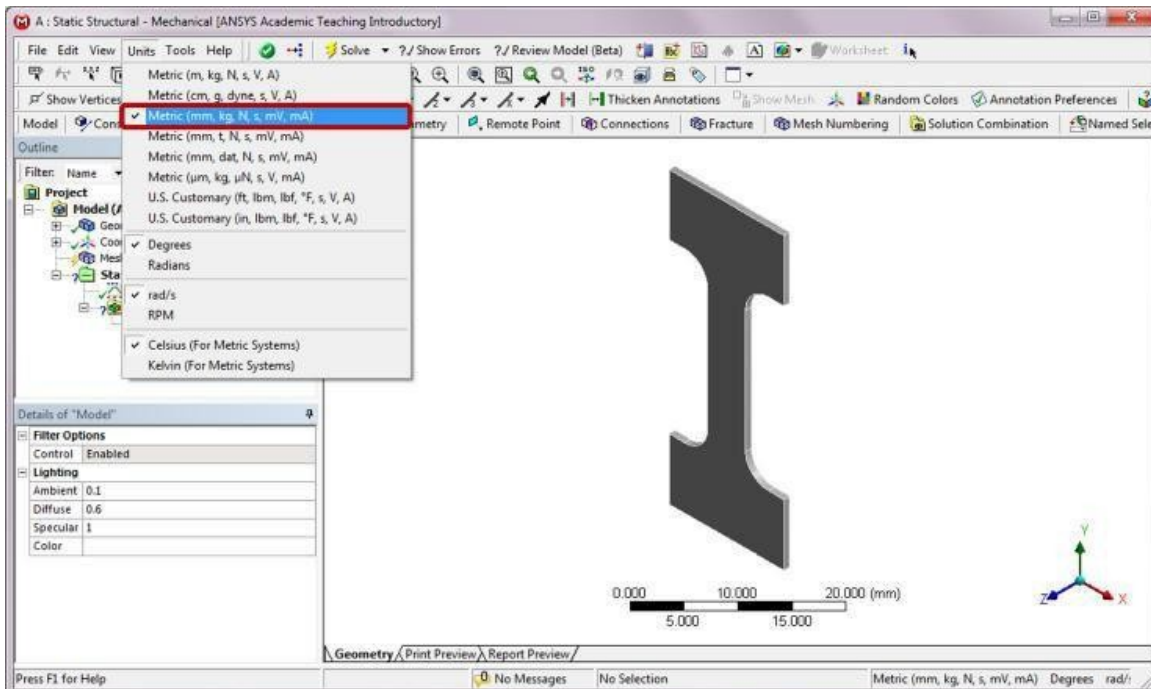 A : Static Structural - Mechanical [ANSYS Academic Teaching Introductory]
File Edit View Units Tools Help Solve ?/ Show Errors ?/ Review Model (Beta) A Worksheet
Metric (m, kg, N, s, V, A)
Show Vertices Metric (cm, g, dyne, s, V, A) Thicken Annotations Show Mesh Random Colors Annotation Preferences
Metric (mm, kg, N, s, mV, mA)
Model Cons metry Remote Point Connections Fracture Mesh Numbering Solution Combination Named Sele
Metric (mm, t, N, s, mV, mA)
Outline
Metric (mm, dat, N, s, mV, mA)
Filter: Name
Metric (µm, kg, µN, s, V, A)
Project
U.S. Customary (ft, lbm, lbf, °F, s, V, A)
Model (A
U.S. Customary (in, lbm, lbf, °F, s, V, A)
Geo
Coo
Degrees
Mes
Radians
Sta
rad/s
RPM
Celsius (For Metric Systems)
Kelvin (For Metric Systems)
Details of "Model"
Filter Options
Control Enabled
Lighting
Ambient 0.1
Diffuse 0.6
Specular 1
Color
Y
0.000 10.000 20.000 (mm)
Z X
5.000 15.000
Geometry Print Preview Report Preview
Press F1 for Help 0 No Messages No Selection Metric (mm, kg, N, s, mV, mA) Degrees rad/s